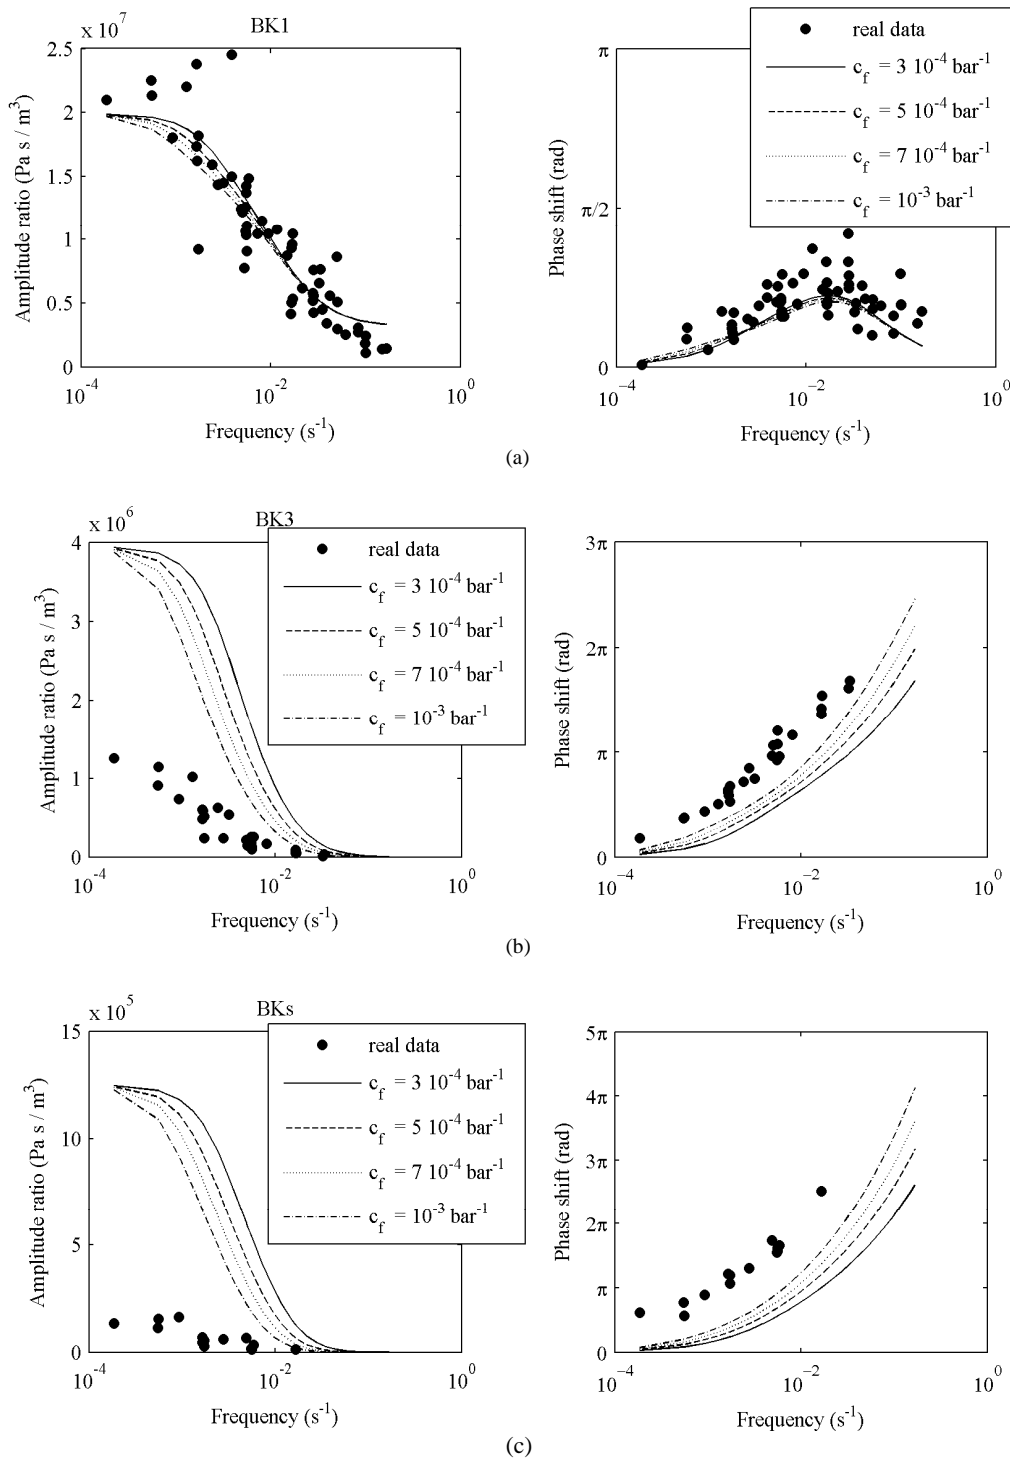 BK1
x 10^7
Amplitude ratio (Pa s / m^3)
2.5
2
1.5
1
0.5
0
10^-4
10^-2
10^0
Frequency (s^-1)
real data
c_f = 3 10^-4 bar^-1
c_f = 5 10^-4 bar^-1
c_f = 7 10^-4 bar^-1
c_f = 10^-3 bar^-1
Phase shift (rad)
π
π/2
0
10^-4
10^-2
10^0
Frequency (s^-1)
(a)
BK3
x 10^6
Amplitude ratio (Pa s / m^3)
4
3
2
1
0
10^-4
10^-2
10^0
Frequency (s^-1)
real data
c_f = 3 10^-4 bar^-1
c_f = 5 10^-4 bar^-1
c_f = 7 10^-4 bar^-1
c_f = 10^-3 bar^-1
Phase shift (rad)
3π
2π
π
0
10^-4
10^-2
10^0
Frequency (s^-1)
(b)
BKs
x 10^5
Amplitude ratio (Pa s / m^3)
15
10
5
0
10^-4
10^-2
10^0
Frequency (s^-1)
real data
c_f = 3 10^-4 bar^-1
c_f = 5 10^-4 bar^-1
c_f = 7 10^-4 bar^-1
c_f = 10^-3 bar^-1
Phase shift (rad)
5π
4π
3π
2π
π
0
10^-4
10^-2
10^0
Frequency (s^-1)
(c)